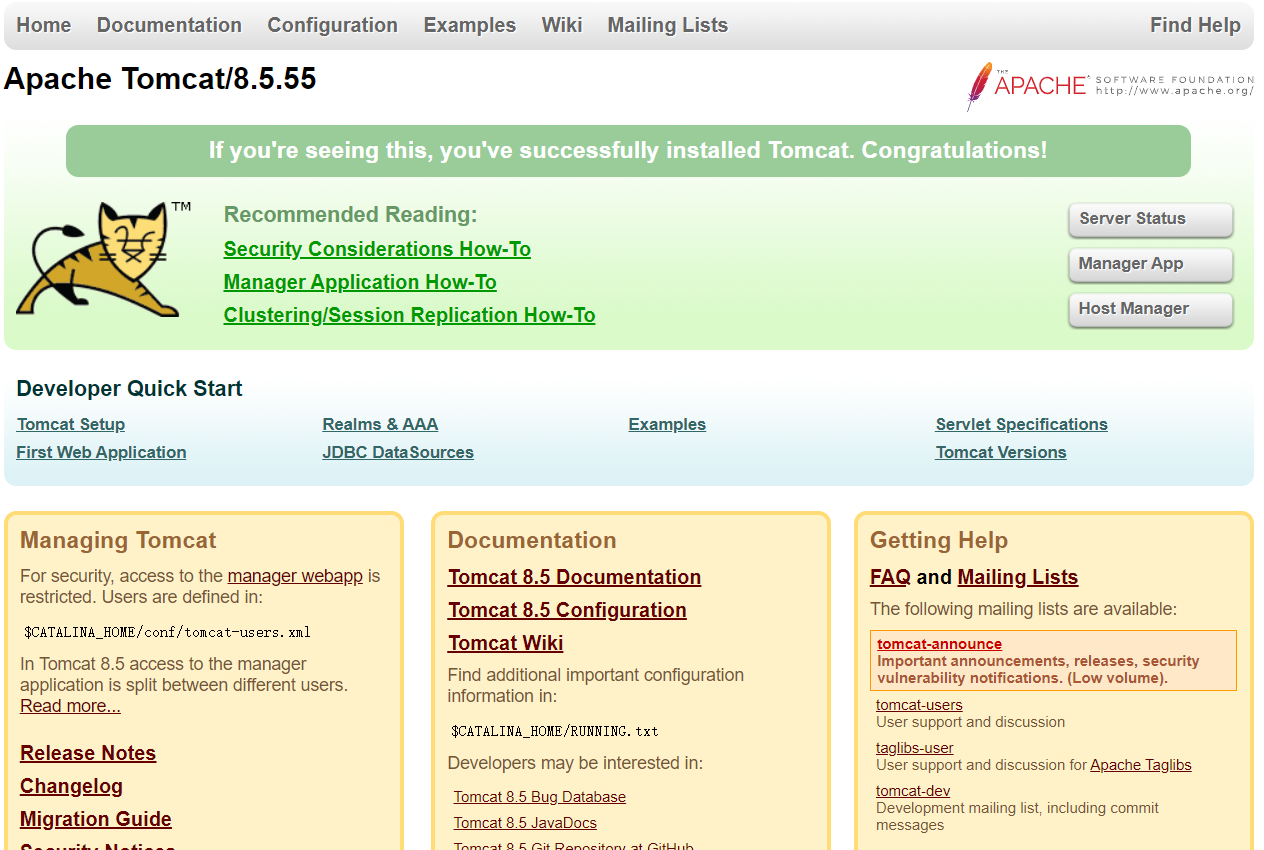 Home Documentation Configuration Examples Wiki Mailing Lists Find Help
Apache Tomcat/8.5.55
THE APACHE® SOFTWARE FOUNDATION
http://www.apache.org/
If you're seeing this, you've successfully installed Tomcat. Congratulations!
TM
Recommended Reading:
Security Considerations How-To
Manager Application How-To
Clustering/Session Replication How-To
Server Status
Manager App
Host Manager
Developer Quick Start
Tomcat Setup
First Web Application
Realms & AAA
JDBC DataSources
Examples
Servlet Specifications
Tomcat Versions
Managing Tomcat
For security, access to the manager webapp is
restricted. Users are defined in:
$CATALINA_HOME/conf/tomcat-users.xml
In Tomcat 8.5 access to the manager
application is split between different users.
Read more...
Release Notes
Changelog
Migration Guide
Security Notices
Documentation
Tomcat 8.5 Documentation
Tomcat 8.5 Configuration
Tomcat Wiki
Find additional important configuration
information in:
$CATALINA_HOME/RUNNING.txt
Developers may be interested in:
Tomcat 8.5 Bug Database
Tomcat 8.5 JavaDocs
Tomcat 8.5 Git Repository at GitHub
Getting Help
FAQ and Mailing Lists
The following mailing lists are available:
tomcat-announce
Important announcements, releases, security
vulnerability notifications. (Low volume).
tomcat-users
User support and discussion
taglibs-user
User support and discussion for Apache Taglibs
tomcat-dev
Development mailing list, including commit
messages